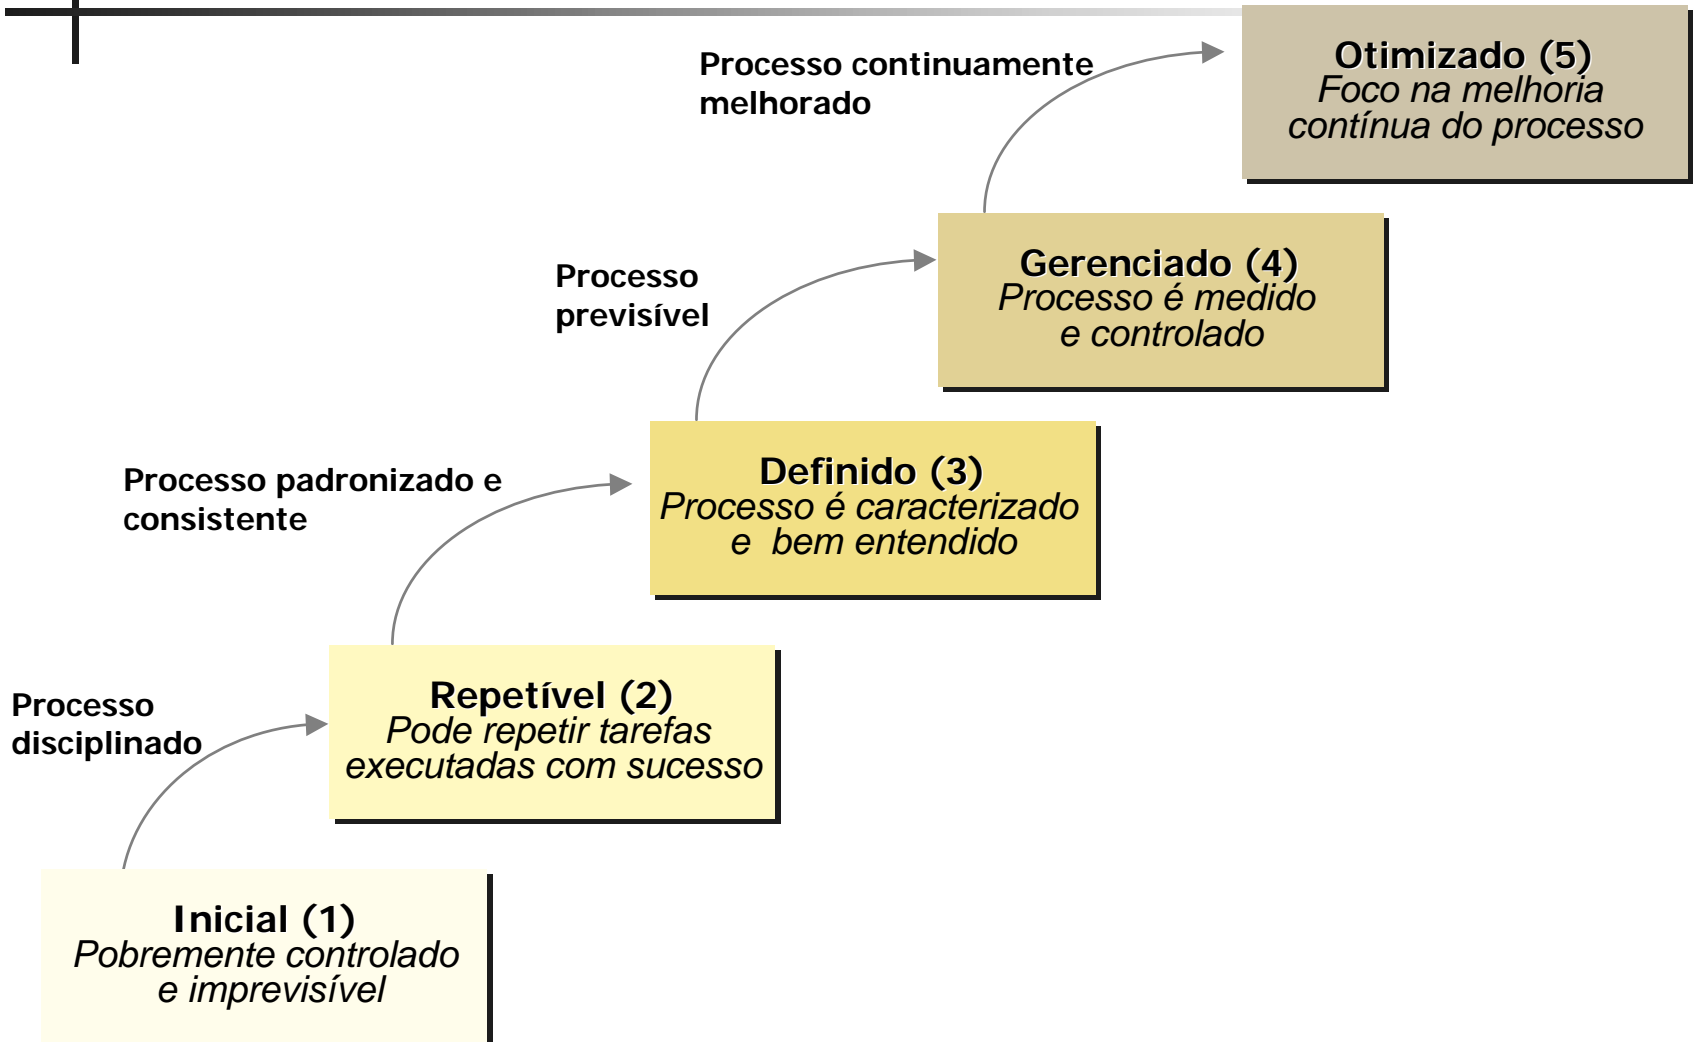 Processo continuamente
melhorado
Otimizado (5)
Foco na melhoria
contínua do processo
Processo
previsível
Gerenciado (4)
Processo é medido
e controlado
Processo padronizado e
consistente
Definido (3)
Processo é caracterizado
e bem entendido
Processo
disciplinado
Repetível (2)
Pode repetir tarefas
executadas com sucesso
Inicial (1)
Pobremente controlado
e imprevisível